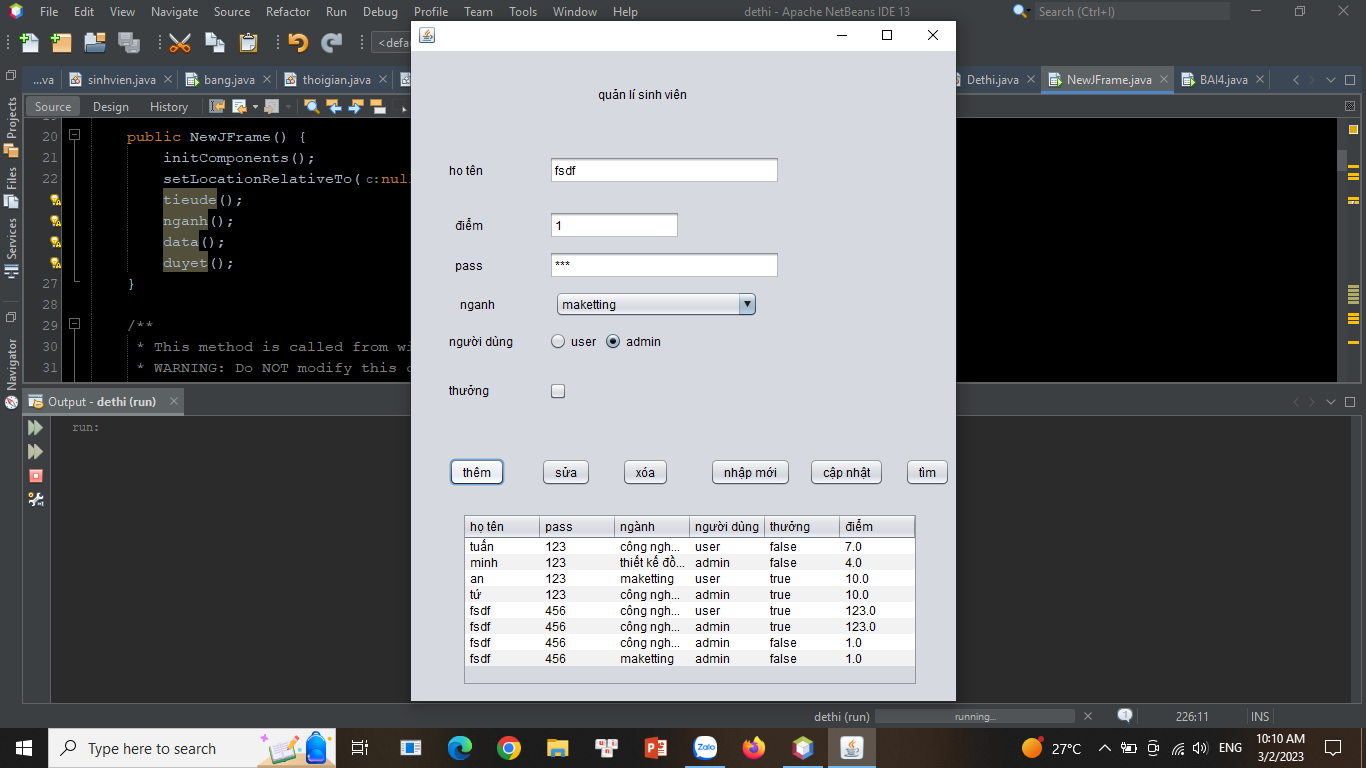 File Edit View Navigate Source Refactor Run Debug Profile Team Tools Window Help
dethi - Apache NetBeans IDE 13
Search (Ctrl+I)
<defau
...va sinhvien.java bang.java thoigian.java Dethi.java NewJFrame.java BAI4.java
Source Design History
20 public NewJFrame() {
21 initComponents();
22 setLocationRelativeTo( c:null
tieude();
nganh();
data();
duyet();
27 }
28
29 /**
30 * This method is called from wi
31 * WARNING: Do NOT modify this c
Projects
Files
Services
Navigator
Output - dethi (run)
run:
quản lí sinh viên
họ tên fsdf
điểm 1
pass ***
nganh maketting
người dùng user admin
thưởng
thêm sửa xóa nhập mới cập nhật tìm
họ tên pass ngành người dùng thưởng điểm
tuấn 123 công ngh... user false 7.0
minh 123 thiết kế đồ... admin false 4.0
an 123 maketting user true 10.0
tứ 123 công ngh... admin true 10.0
fsdf 456 công ngh... user true 123.0
fsdf 456 công ngh... admin true 123.0
fsdf 456 công ngh... admin false 1.0
fsdf 456 maketting admin false 1.0
dethi (run) running... 1 226:11 INS
Type here to search
Zalo
27°C ENG
10:10 AM
3/2/2023